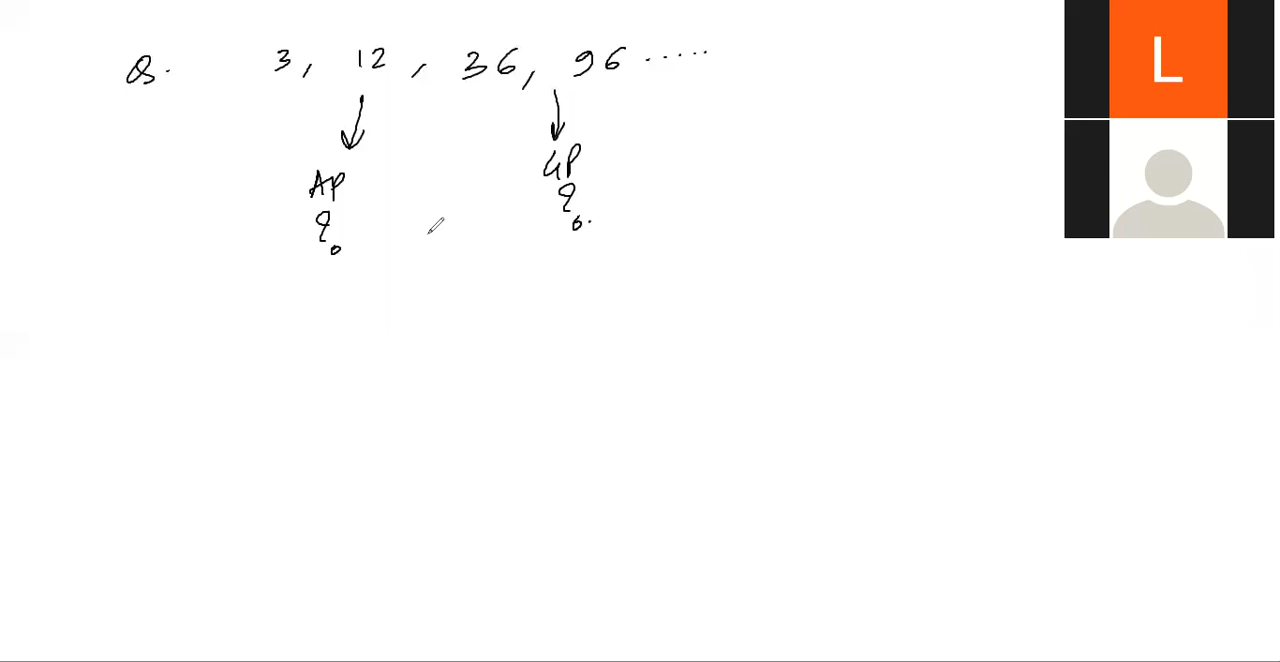 Q. 3, 12, 36, 96 .....
AP GP
? ?
L